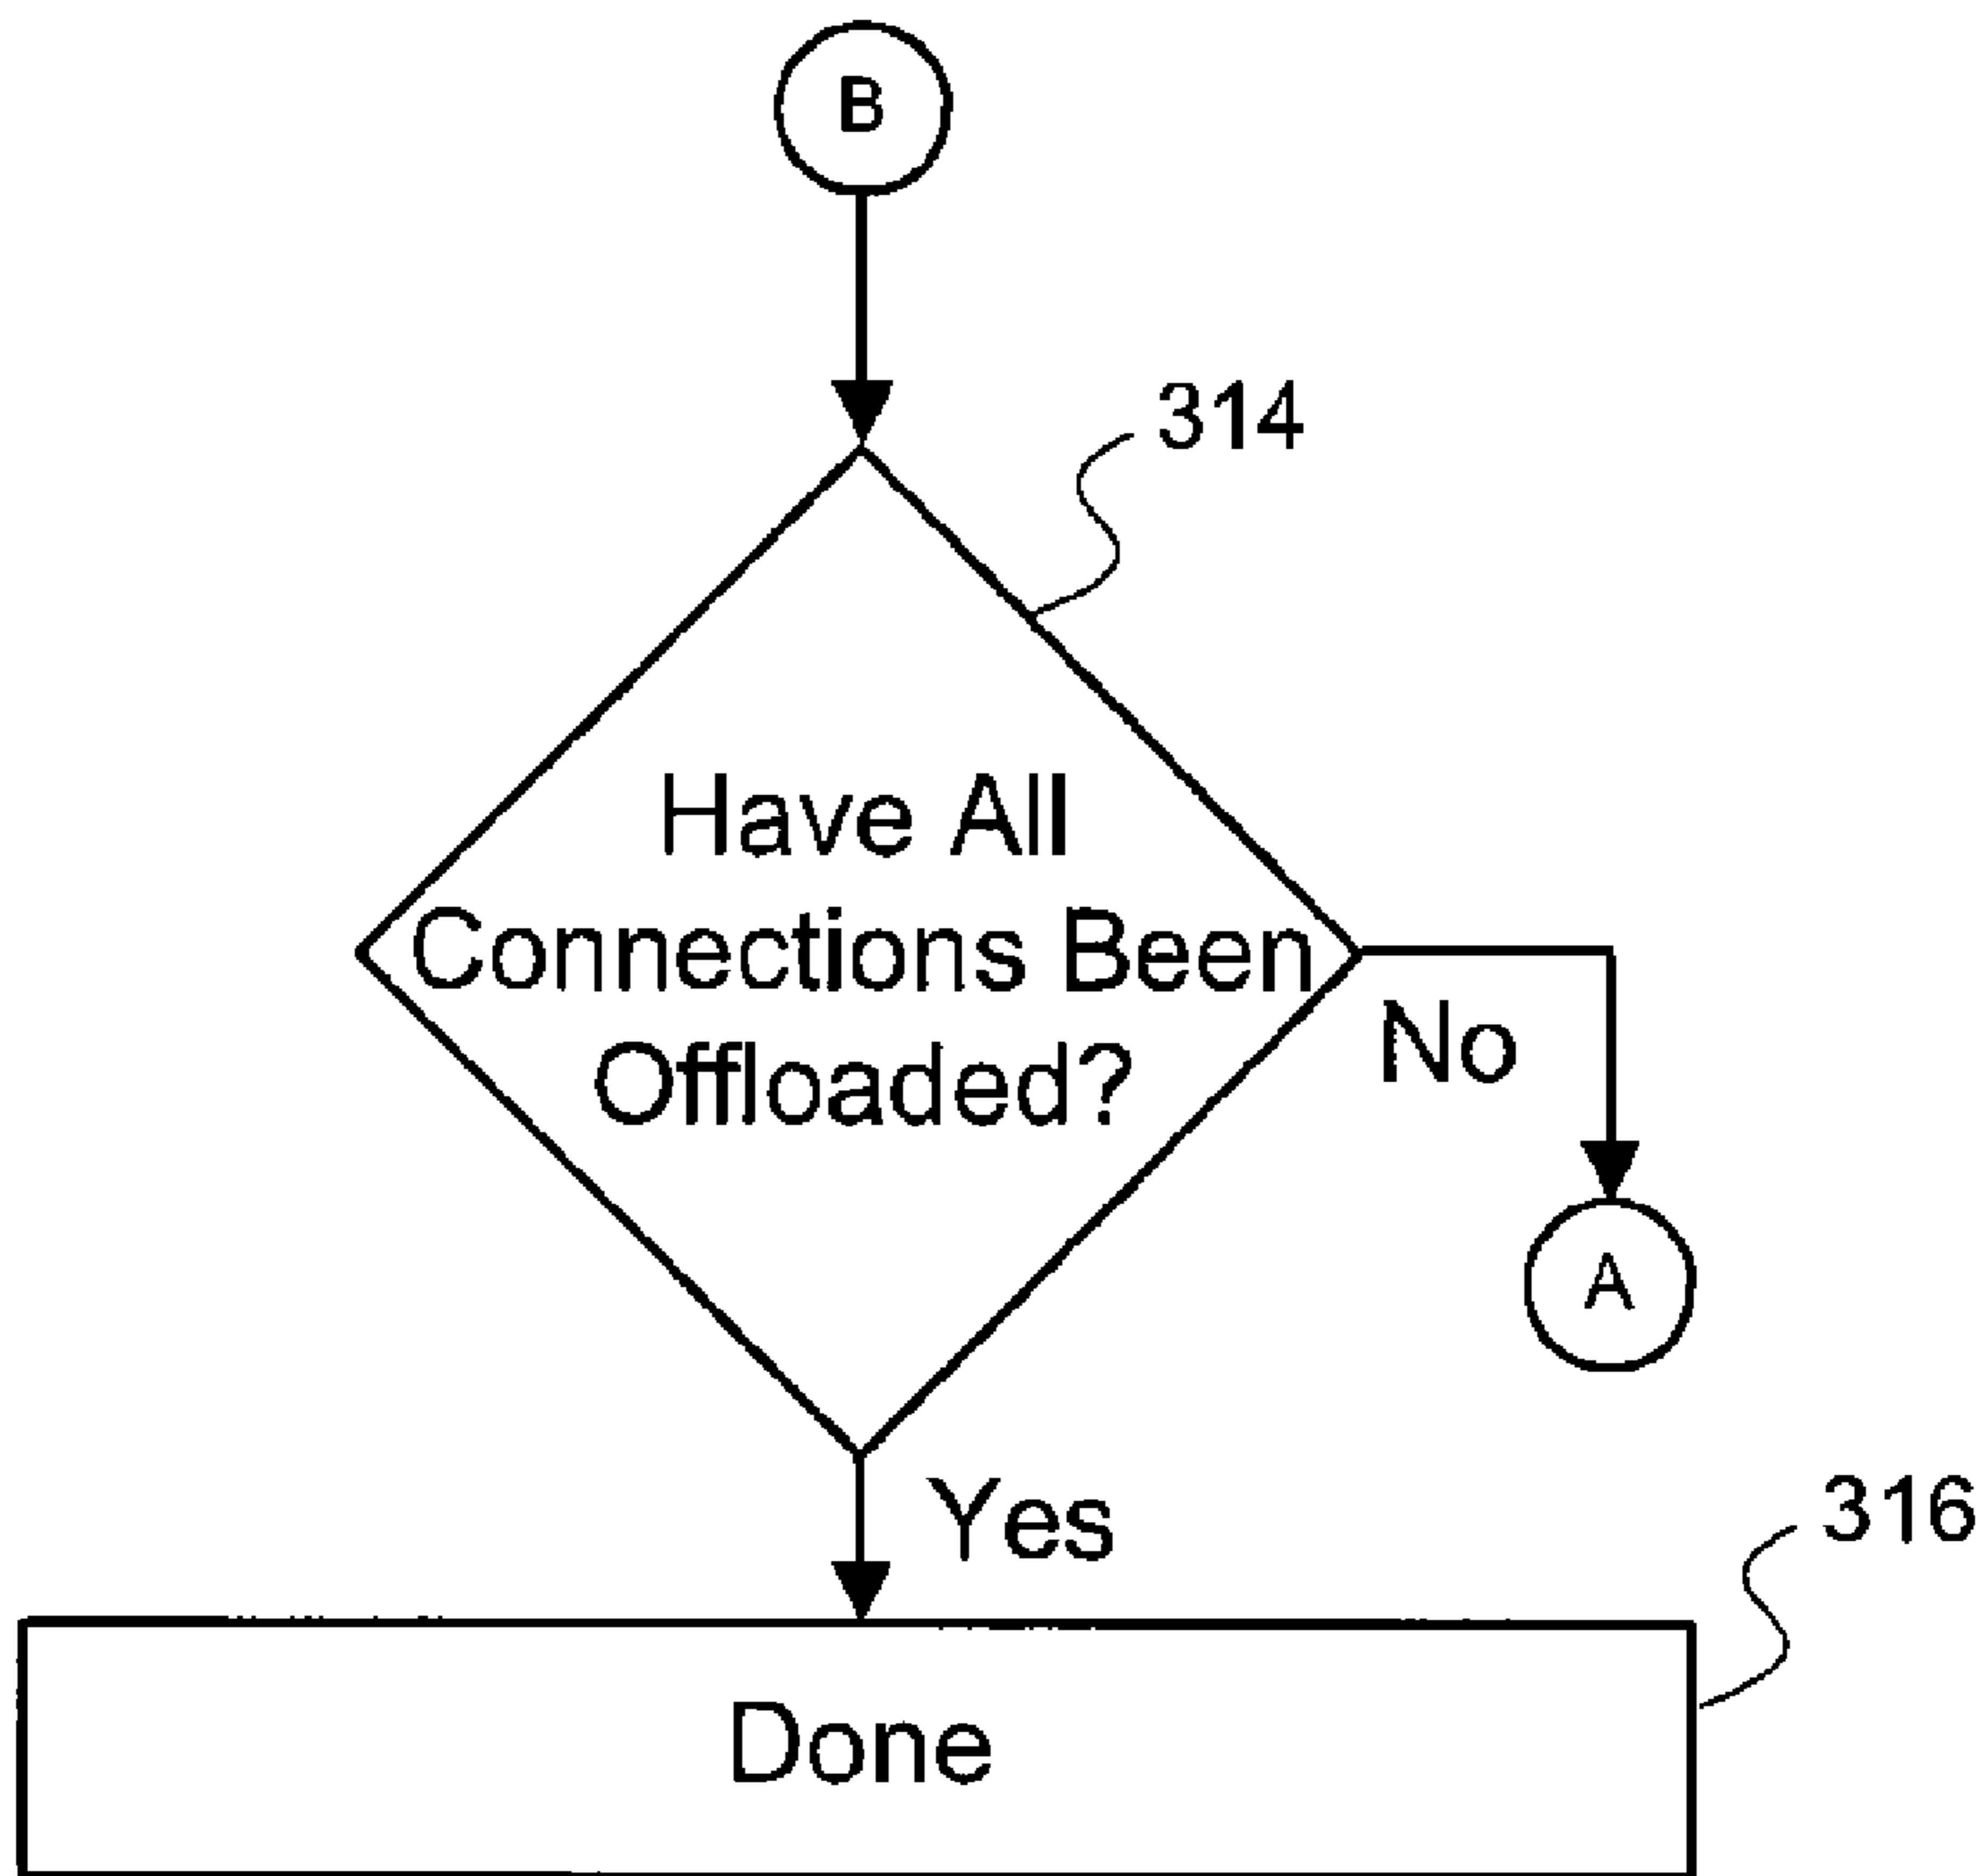 B
314
Have All
Connections Been
Offloaded?
No
A
Yes
316
Done